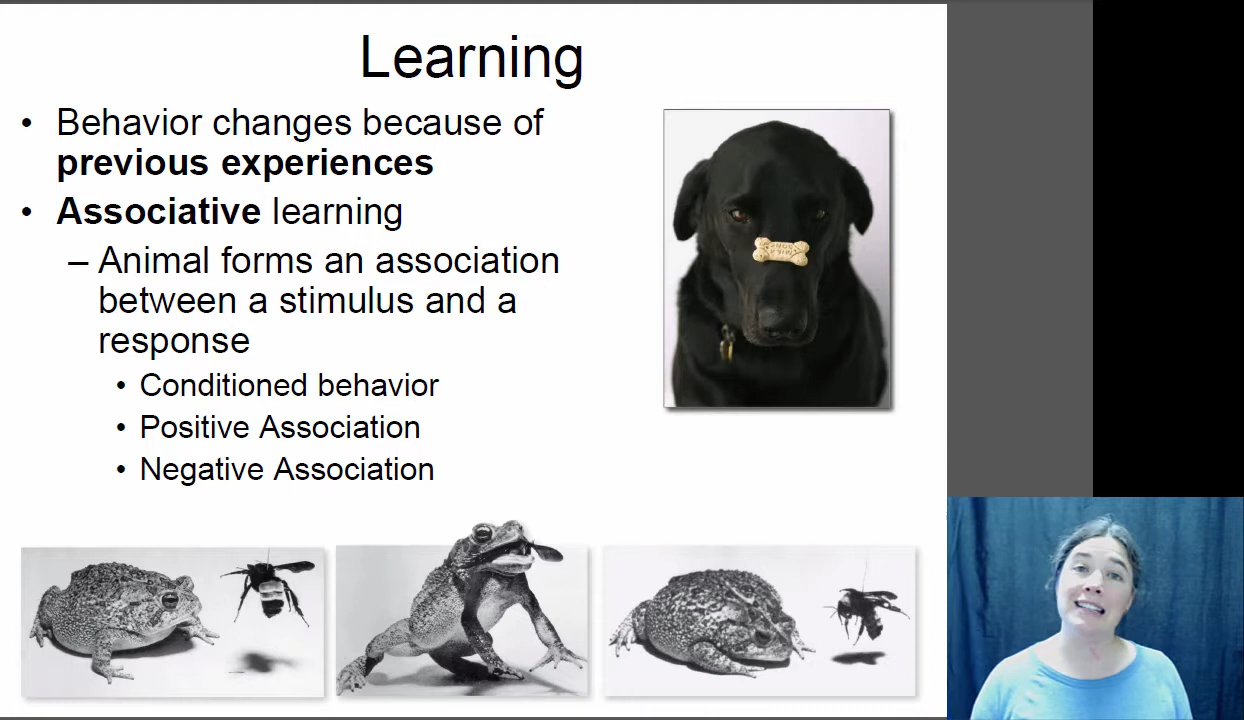 Learning
• Behavior changes because of
previous experiences
• Associative learning
– Animal forms an association
between a stimulus and a
response
• Conditioned behavior
• Positive Association
• Negative Association